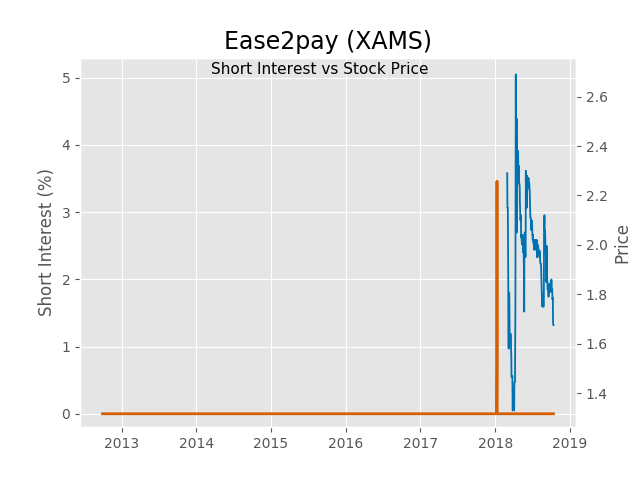 Ease2pay (XAMS)
Short Interest vs Stock Price
Short Interest (%)
5
4
3
2
1
0
2.6
2.4
2.2
2.0
1.8
1.6
1.4
Price
2013 2014 2015 2016 2017 2018 2019